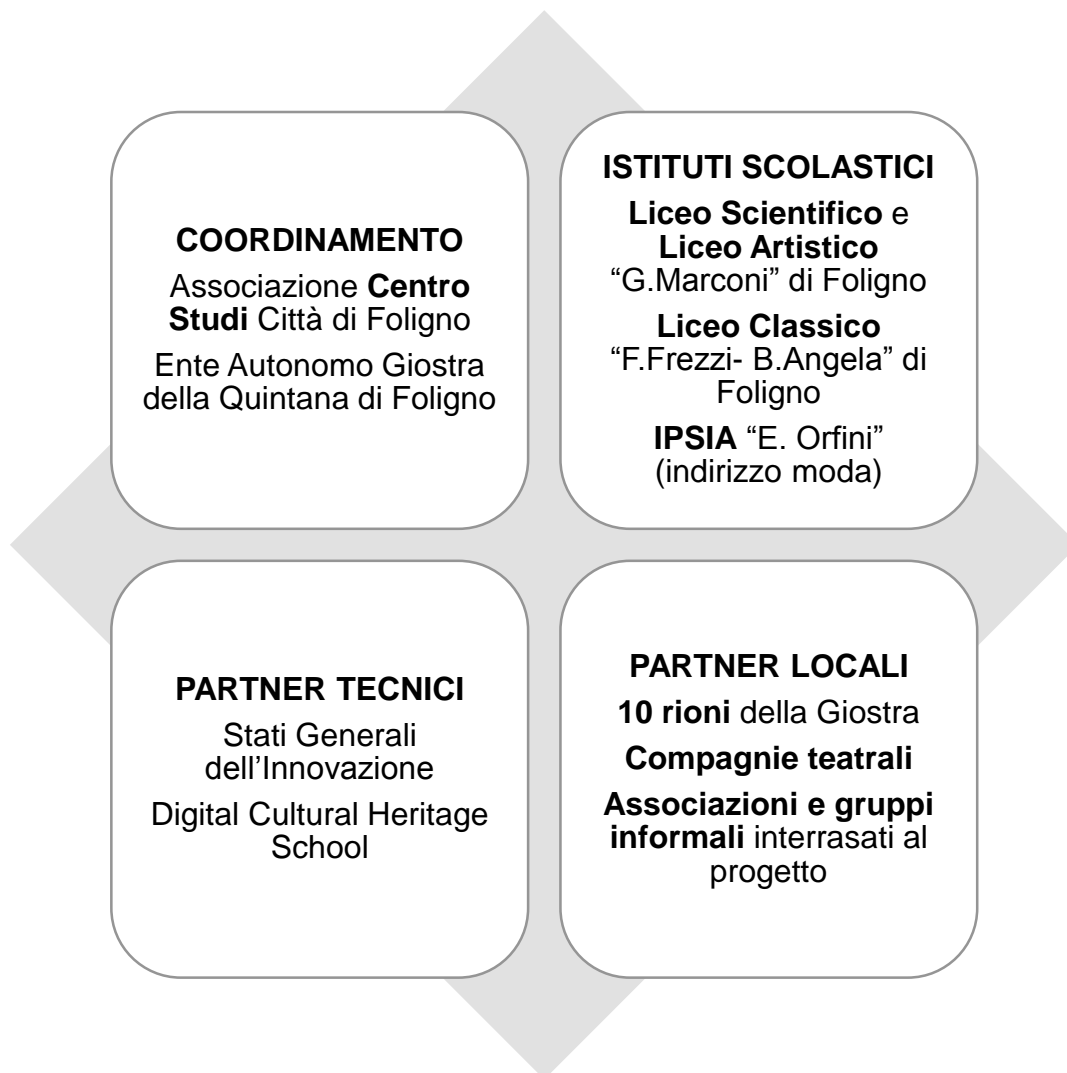 COORDINAMENTO
Associazione Centro
Studi Città di Foligno
Ente Autonomo Giostra
della Quintana di Foligno
ISTITUTI SCOLASTICI
Liceo Scientifico e
Liceo Artistico
“G.Marconi” di Foligno
Liceo Classico
“F.Frezzi- B.Angela” di
Foligno
IPSIA “E. Orfini”
(indirizzo moda)
PARTNER TECNICI
Stati Generali
dell’Innovazione
Digital Cultural Heritage
School
PARTNER LOCALI
10 rioni della Giostra
Compagnie teatrali
Associazioni e gruppi
informali interrasati al
progetto